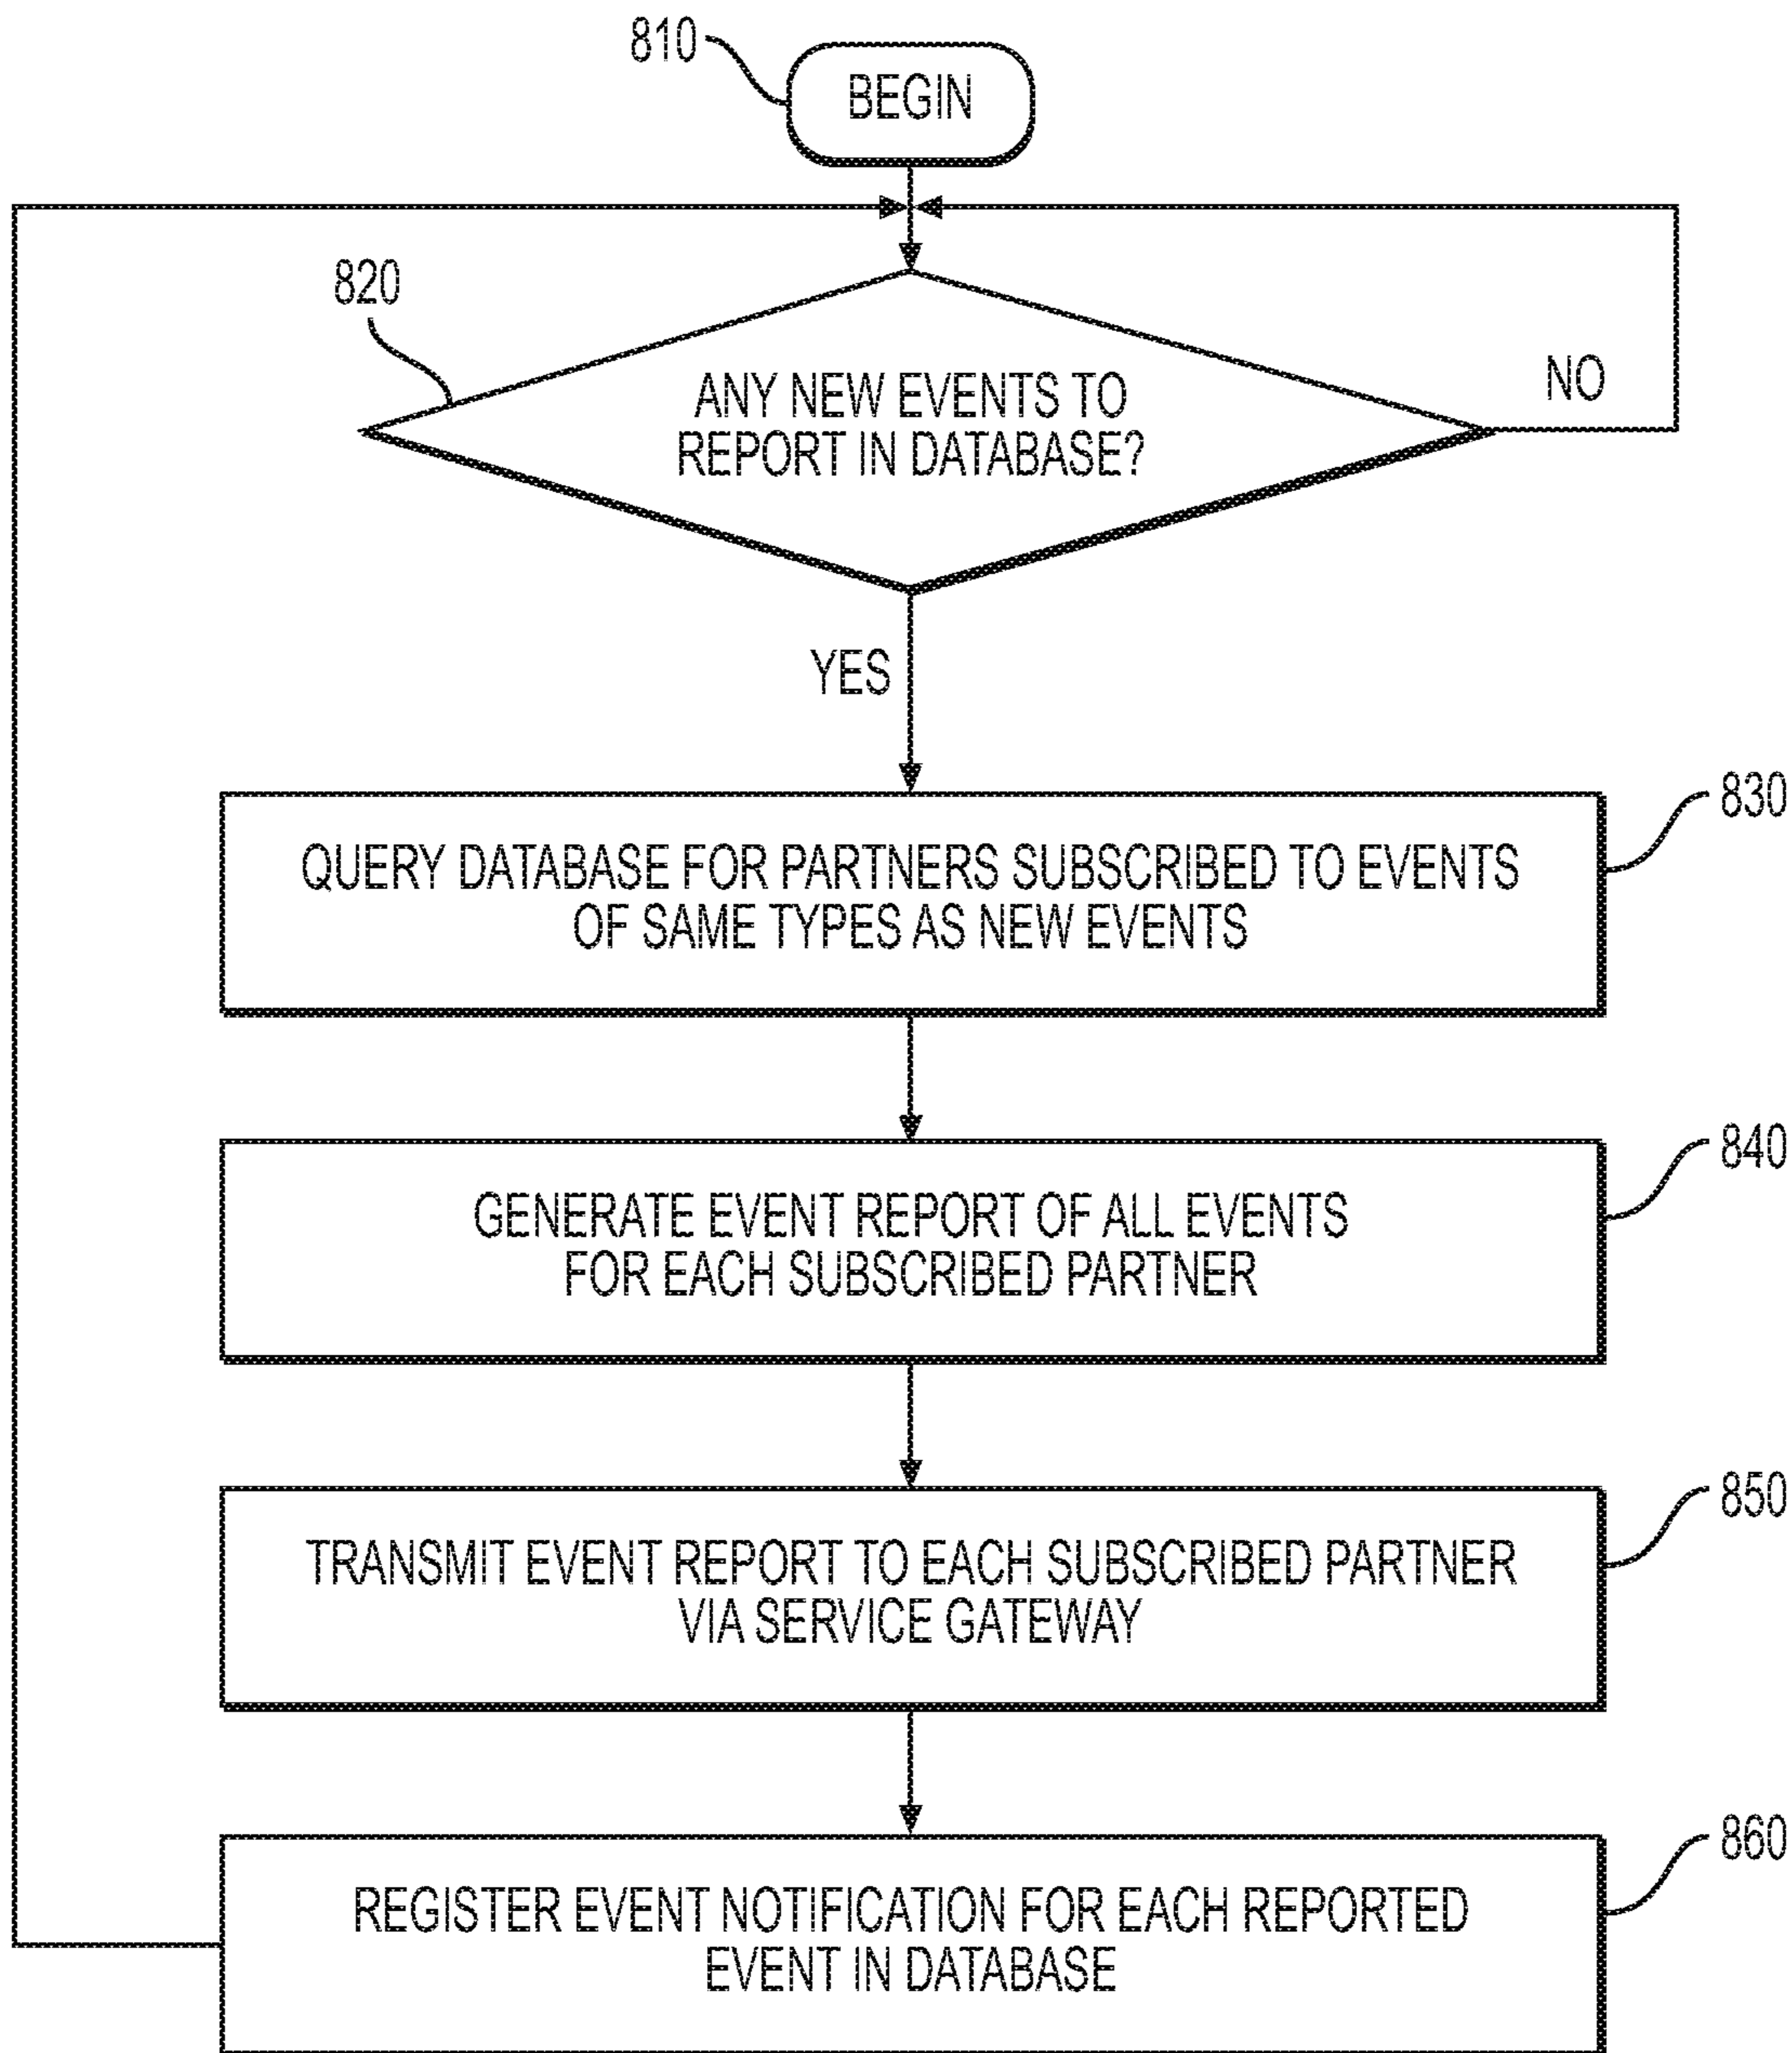 810
BEGIN
820
ANY NEW EVENTS TO
REPORT IN DATABASE?
NO
YES
830
QUERY DATABASE FOR PARTNERS SUBSCRIBED TO EVENTS
OF SAME TYPES AS NEW EVENTS
840
GENERATE EVENT REPORT OF ALL EVENTS
FOR EACH SUBSCRIBED PARTNER
850
TRANSMIT EVENT REPORT TO EACH SUBSCRIBED PARTNER
VIA SERVICE GATEWAY
860
REGISTER EVENT NOTIFICATION FOR EACH REPORTED
EVENT IN DATABASE